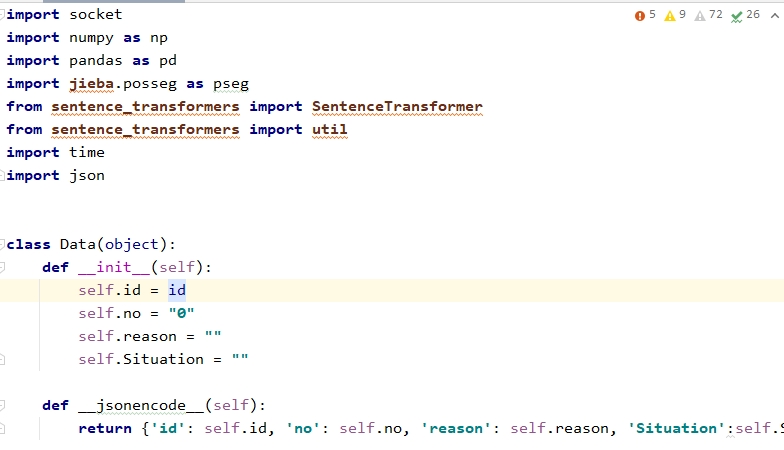 import socket 5 9 72 26
import numpy as np
import pandas as pd
import jieba.posseg as pseg
from sentence_transformers import SentenceTransformer
from sentence_transformers import util
import time
import json
class Data(object):
    def __init__(self):
        self.id = id
        self.no = "0"
        self.reason = ""
        self.Situation = ""
    def __jsonencode__(self):
        return {'id': self.id, 'no': self.no, 'reason': self.reason, 'Situation':self.